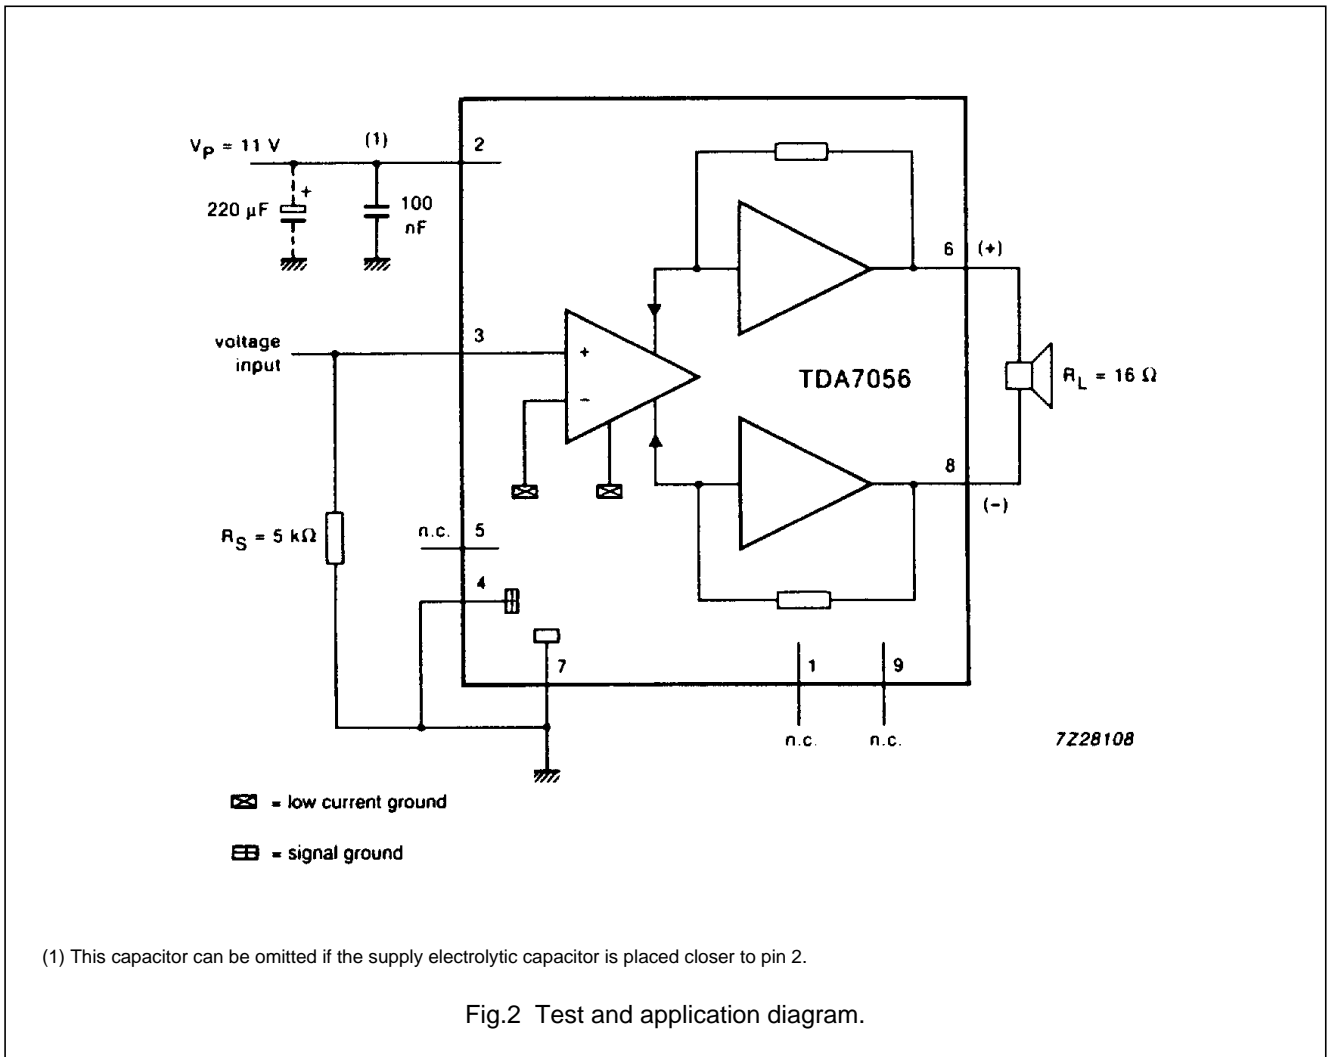 V_P = 11 V
(1)
2
+
220 µF
100
nF
6
(+)
voltage
input
3
+
−
TDA7056
R_L = 16 Ω
8
(−)
R_S = 5 kΩ
n.c.
5
4
7
1
9
n.c.
n.c.
7Z28108
= low current ground
= signal ground
(1) This capacitor can be omitted if the supply electrolytic capacitor is placed closer to pin 2.
Fig.2 Test and application diagram.